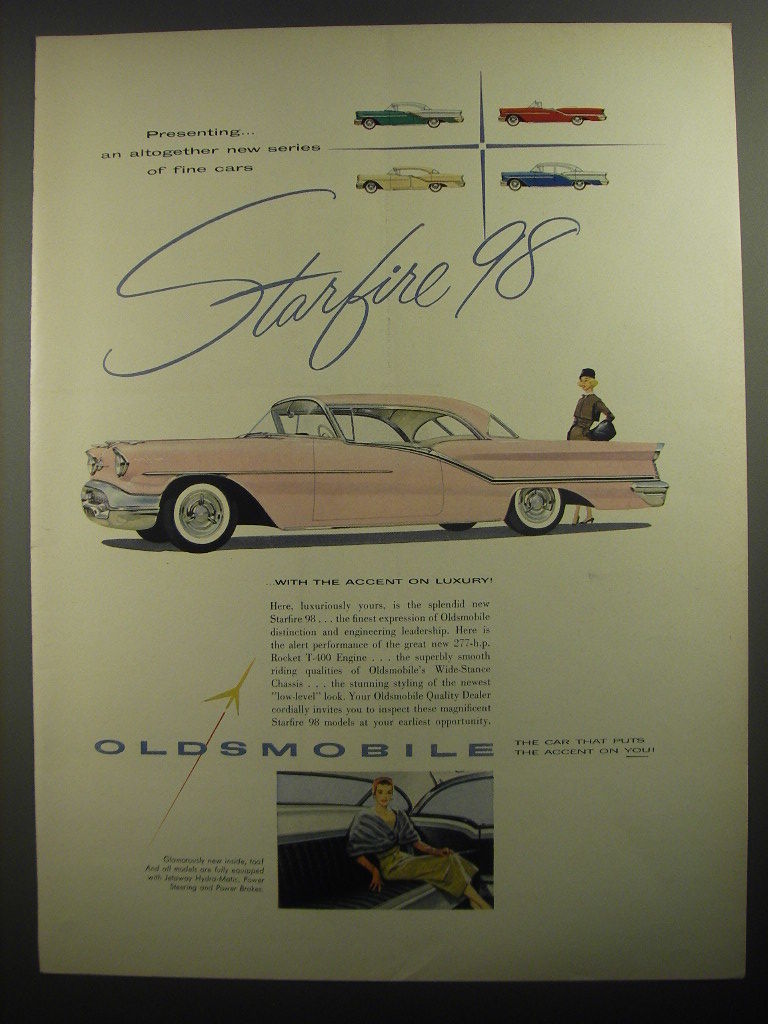 Presenting...
an altogether new series
of fine cars
Starfire 98
...WITH THE ACCENT ON LUXURY!
Here, luxuriously yours, is the splendid new
Starfire 98 . . . the finest expression of Oldsmobile
distinction and engineering leadership. Here is
the alert performance of the great new 277-h.p.
Rocket T-400 Engine . . . the superbly smooth
riding qualities of Oldsmobile's Wide-Stance
Chassis . . . the stunning styling of the newest
"low-level" look. Your Oldsmobile Quality Dealer
cordially invites you to inspect these magnificent
Starfire 98 models at your earliest opportunity.
OLDSMOBILE
THE CAR THAT PUTS
THE ACCENT ON YOU!
Glamorously new inside, too!
And all models are fully equipped
with Jetaway Hydra-Matic, Power
Steering and Power Brakes.